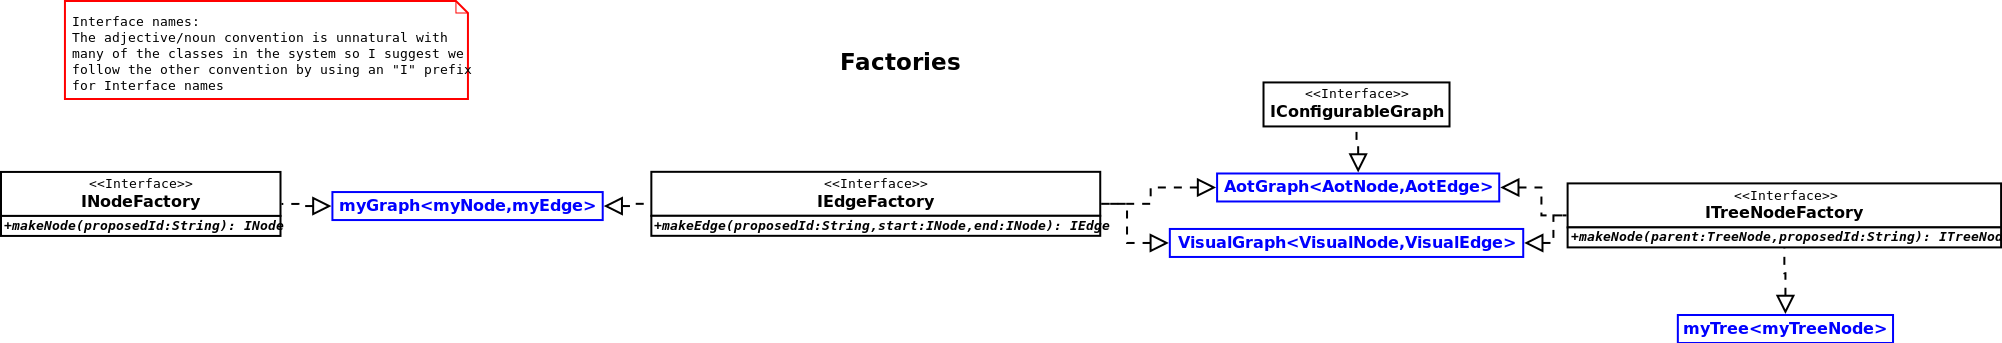 Interface names:
The adjective/noun convention is unnatural with
many of the classes in the system so I suggest we
follow the other convention by using an "I" prefix
for Interface names
Factories
<<Interface>>
IConfigurableGraph
<<Interface>>
INodeFactory
+makeNode(proposedId:String): INode
myGraph<myNode,myEdge>
<<Interface>>
IEdgeFactory
+makeEdge(proposedId:String,start:INode,end:INode): IEdge
AotGraph<AotNode,AotEdge>
VisualGraph<VisualNode,VisualEdge>
<<Interface>>
ITreeNodeFactory
+makeNode(parent:TreeNode,proposedId:String): ITreeNod
myTree<myTreeNode>